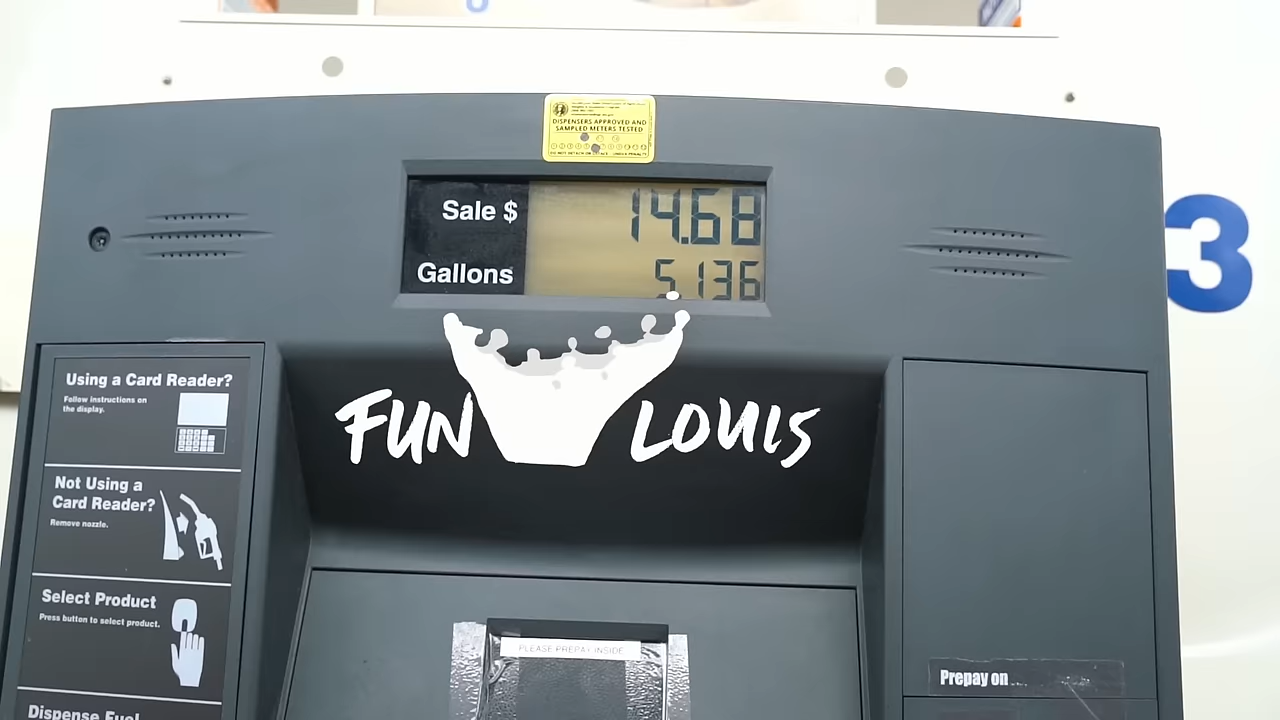 DISPENSERS APPROVED AND
SAMPLED METERS TESTED
Sale $ 14.68
Gallons 5.136
3
FUN LOUIS
Using a Card Reader?
Follow instructions on
the display.
Not Using a
Card Reader?
Remove nozzle.
Select Product
Press button to select product.
Dispense Fuel
PLEASE PREPAY INSIDE
Prepay on